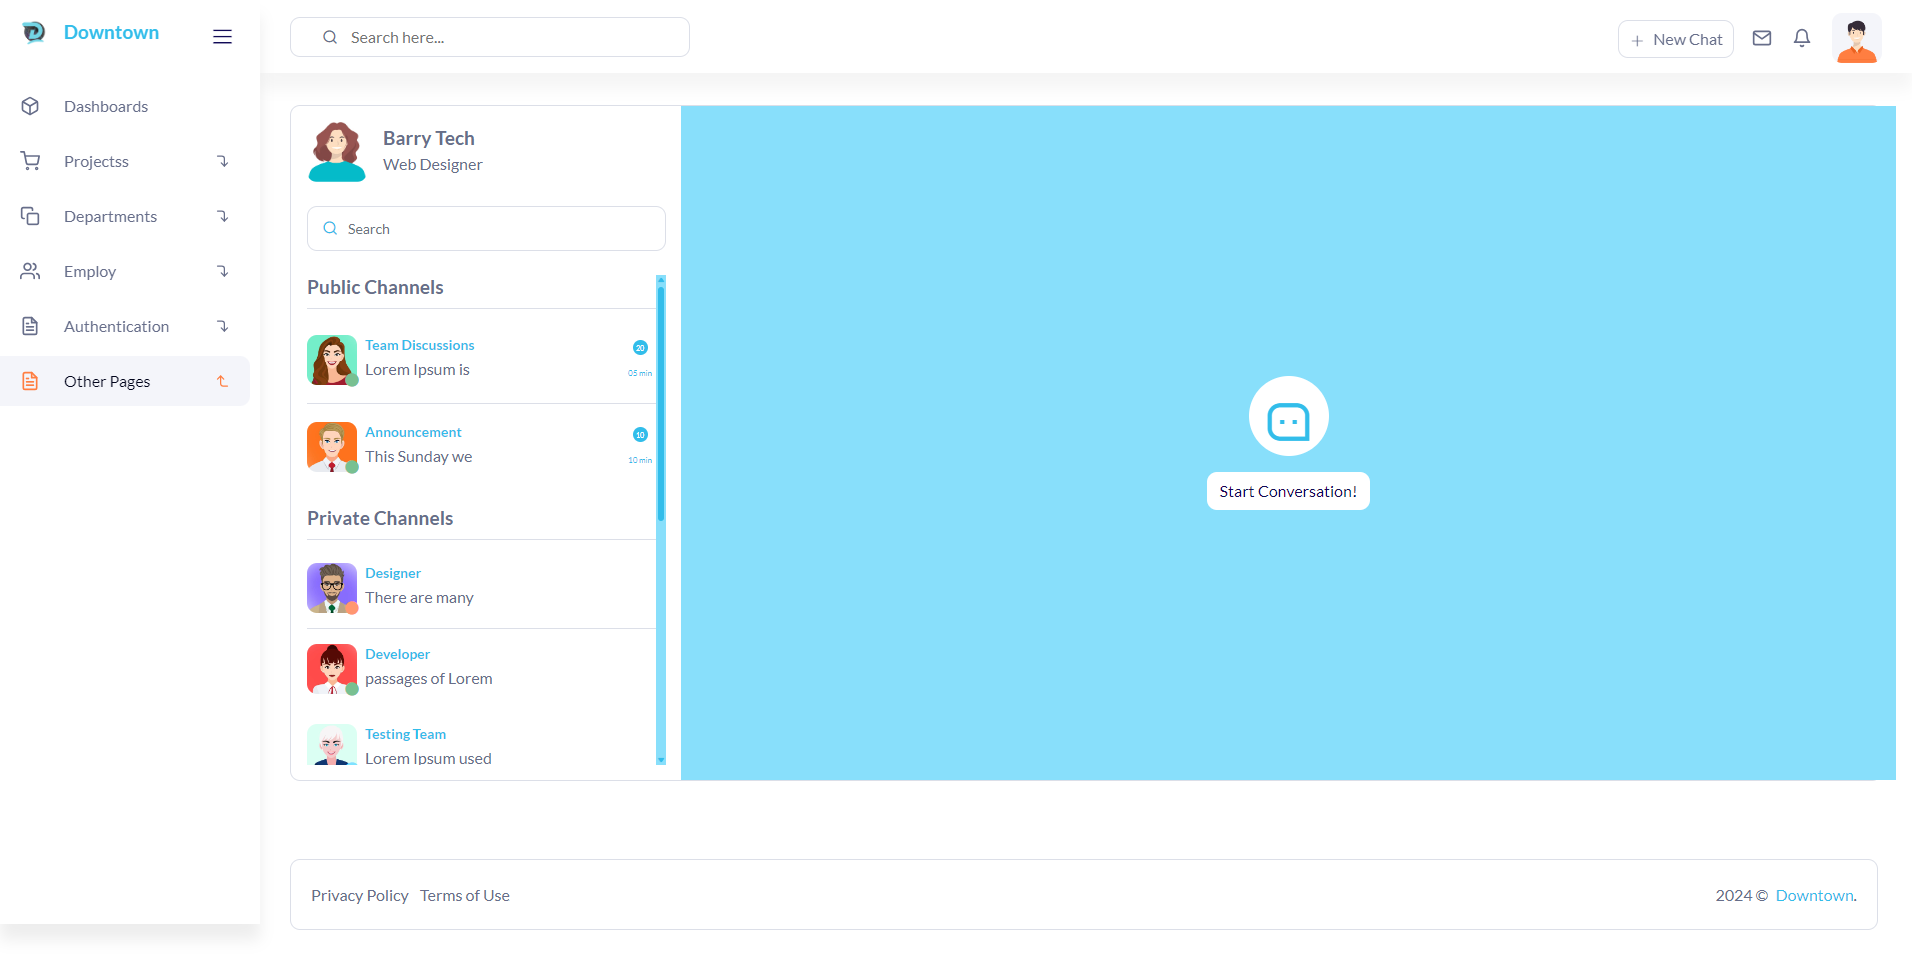 Downtown
Search here...
New Chat
Dashboards
Projectss
Departments
Employ
Authentication
Other Pages
Barry Tech
Web Designer
Search
Public Channels
Team Discussions
20
Lorem Ipsum is
05 min
Announcement
10
This Sunday we
10 min
Private Channels
Designer
There are many
Developer
passages of Lorem
Testing Team
Lorem Ipsum used
Start Conversation!
Privacy Policy Terms of Use
2024 © Downtown.